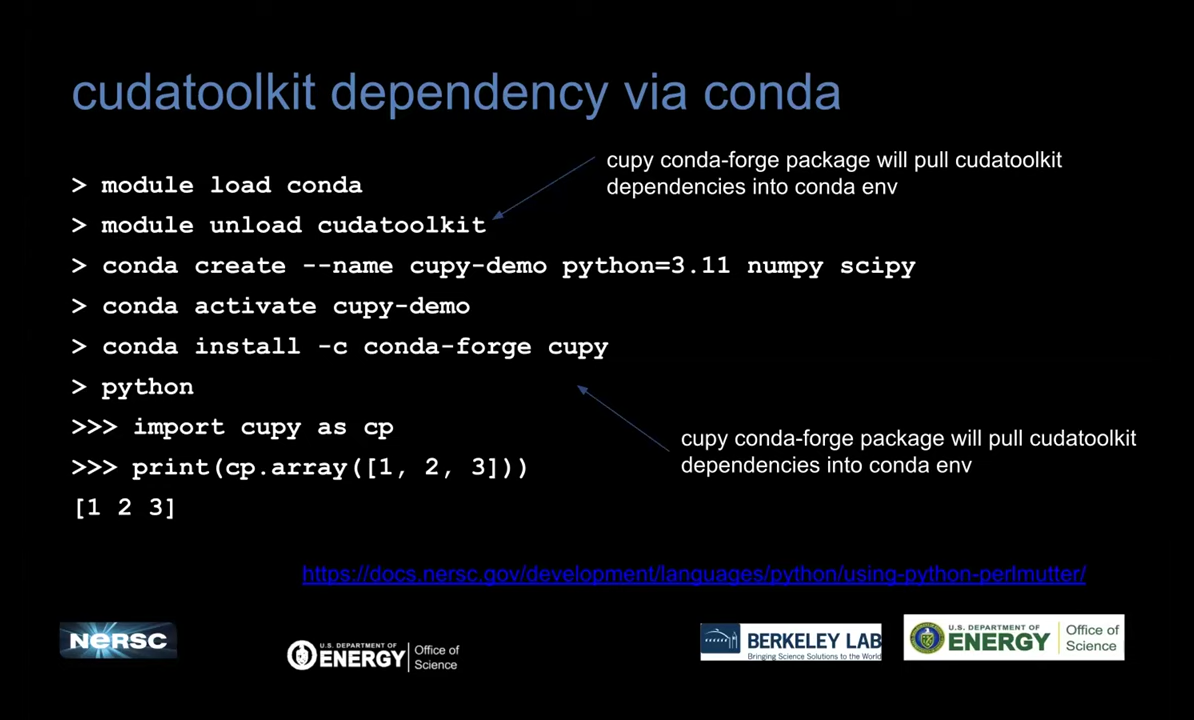 cudatoolkit dependency via conda
cupy conda-forge package will pull cudatoolkit
dependencies into conda env
> module load conda
> module unload cudatoolkit
> conda create --name cupy-demo python=3.11 numpy scipy
> conda activate cupy-demo
> conda install -c conda-forge cupy
> python
>>> import cupy as cp
>>> print(cp.array([1, 2, 3]))
[1 2 3]
cupy conda-forge package will pull cudatoolkit
dependencies into conda env
https://docs.nersc.gov/development/languages/python/using-python-perlmutter/
NERSC
U.S. DEPARTMENT OF
ENERGY
Office of
Science
BERKELEY LAB
Bringing Science Solutions to the World
U.S. DEPARTMENT OF
ENERGY
Office of
Science